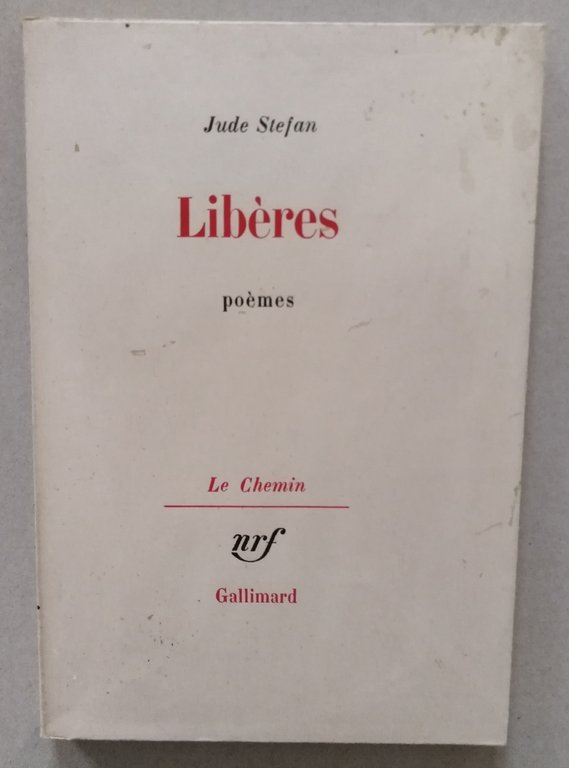 Jude Stefan
Libères
poèmes
Le Chemin
nrf
Gallimard